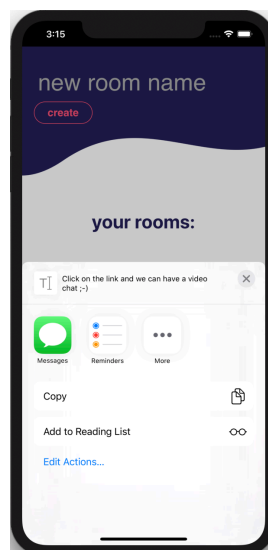 3:15
new room name
create
your rooms:
Click on the link and we can have a video
chat ;-)
Messages
Reminders
More
Copy
Add to Reading List
Edit Actions...